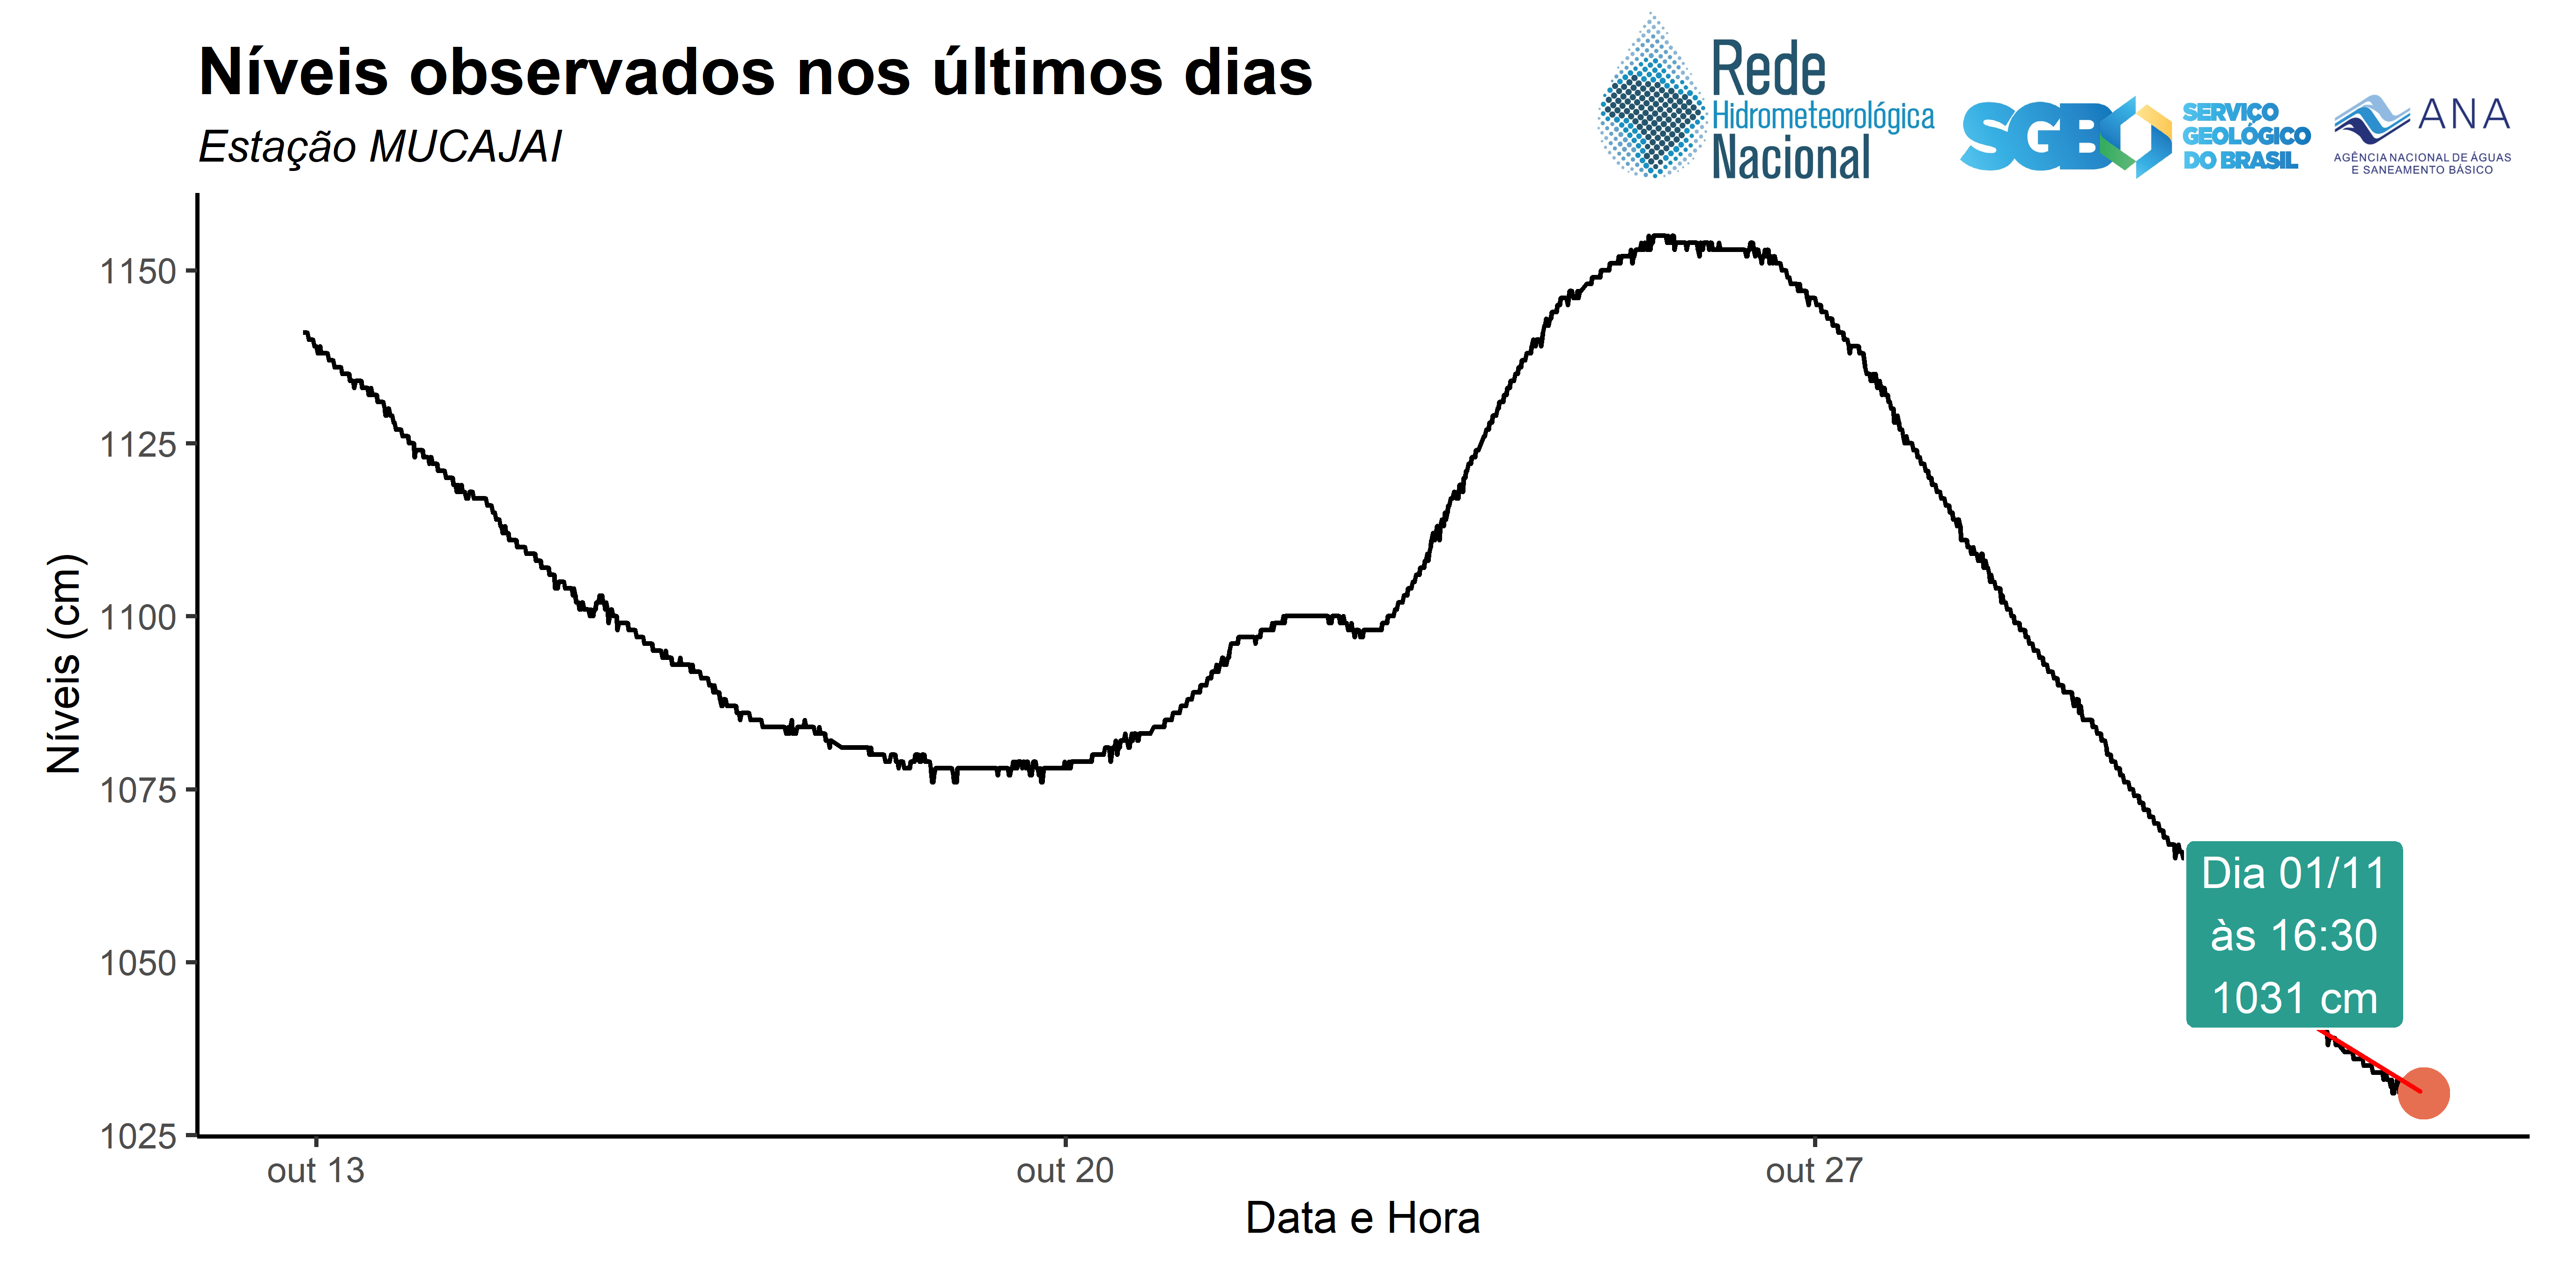 Níveis observados nos últimos dias
Estação MUCAJAI
Rede
Hidrometeorológica
Nacional
SGB
SERVIÇO
GEOLÓGICO
DO BRASIL
ANA
AGÊNCIA NACIONAL DE ÁGUAS
E SANEAMENTO BÁSICO
Níveis (cm)
1150
1125
1100
1075
1050
1025
Dia 01/11
às 16:30
1031 cm
out 13
out 20
out 27
Data e Hora